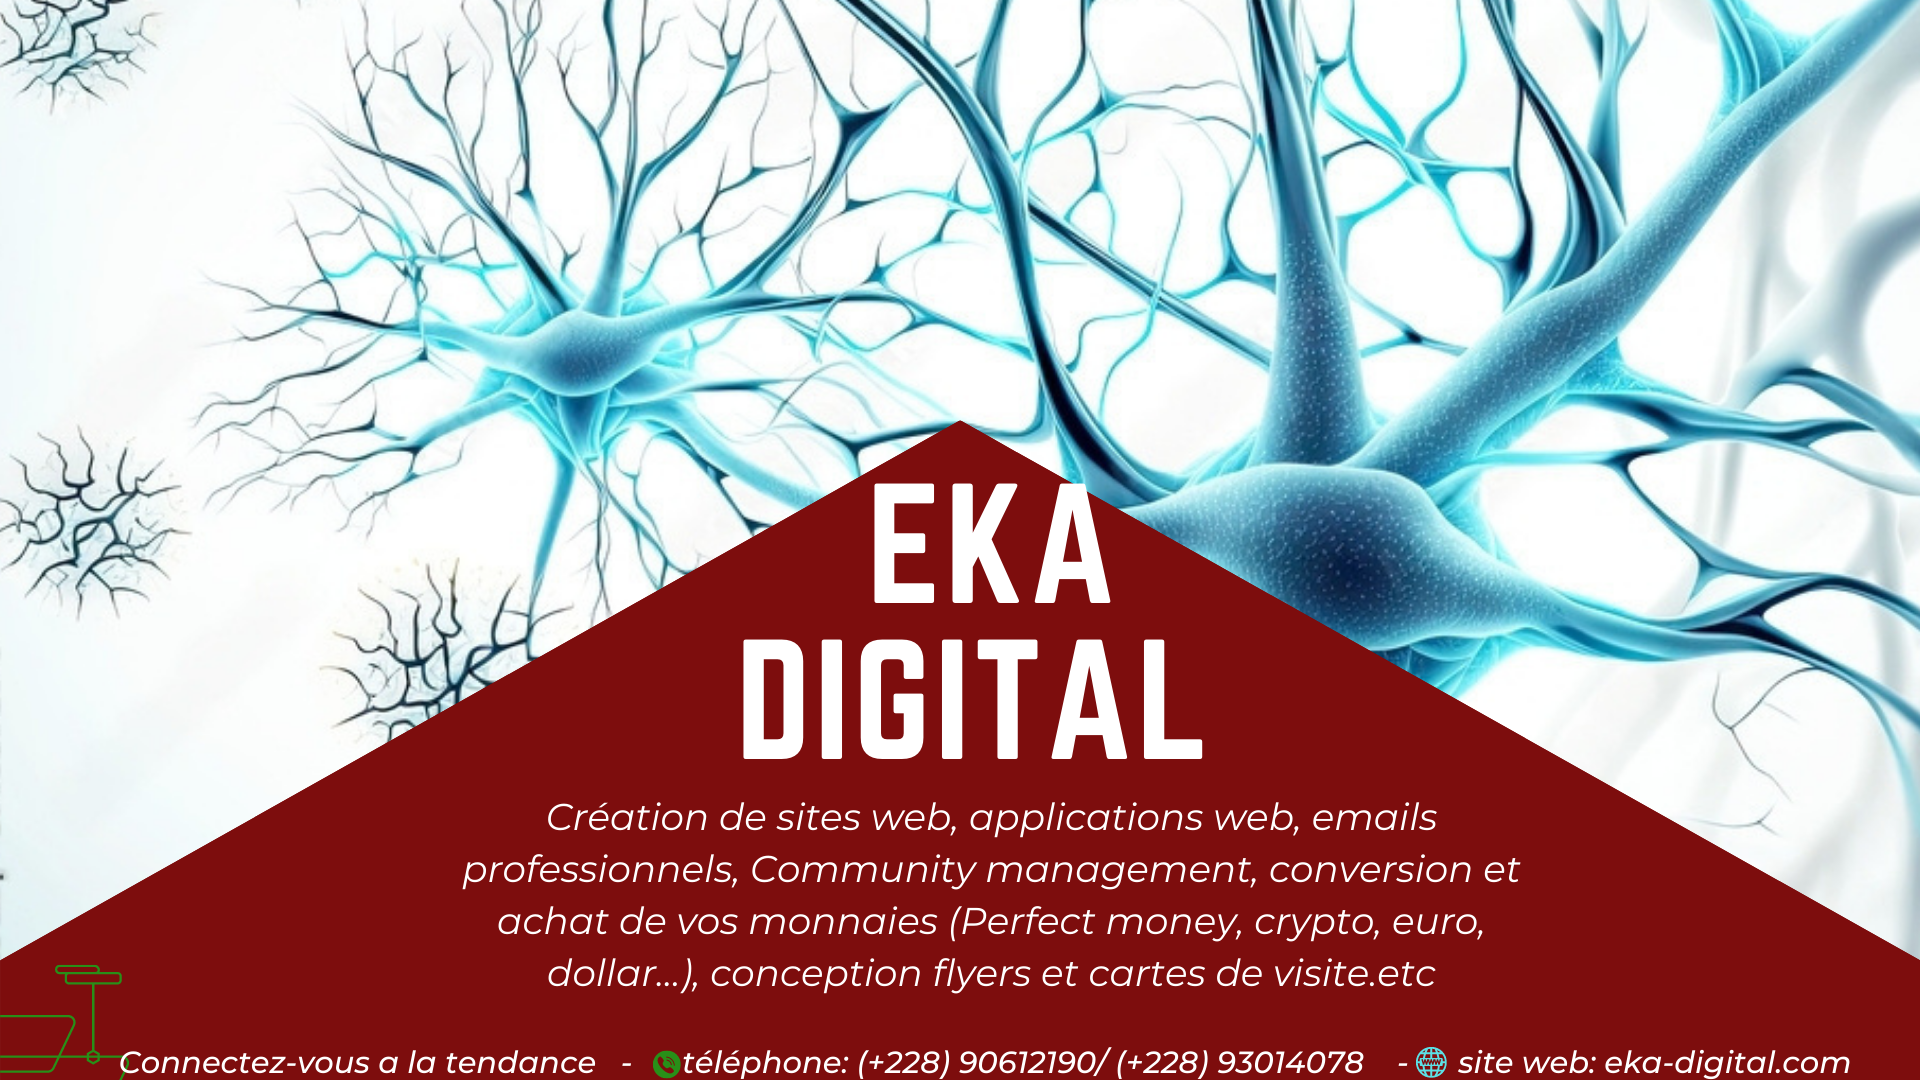 EKA
DIGITAL
Création de sites web, applications web, emails
professionnels, Community management, conversion et
achat de vos monnaies (Perfect money, crypto, euro,
dollar...), conception flyers et cartes de visite.etc
Connectez-vous a la tendance - téléphone: (+228) 90612190/ (+228) 93014078 - site web: eka-digital.com